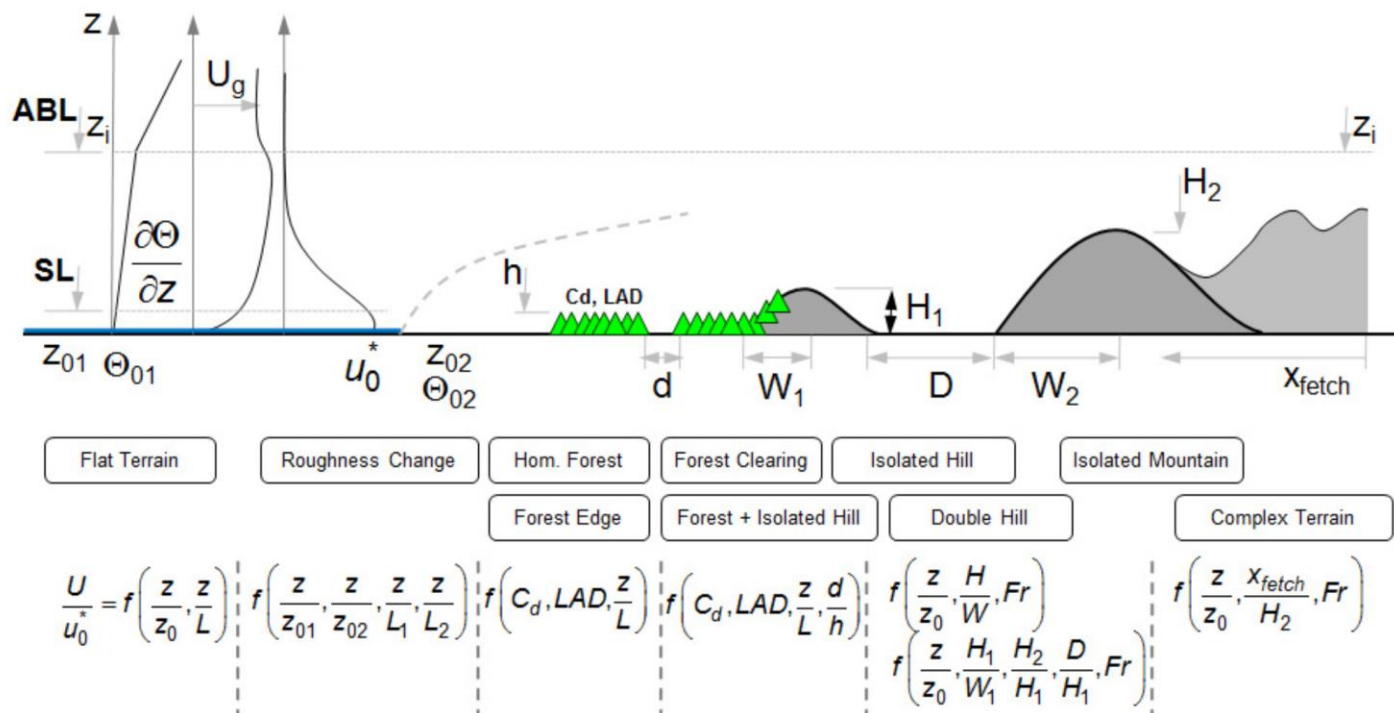 z
U_g
ABL
z_i
z_i
H_2
∂Θ/∂z
SL
h
Cd, LAD
H_1
z_01 Θ_01
u_0^*
z_02
Θ_02
d
W_1
D
W_2
x_fetch
Flat Terrain
Roughness Change
Hom. Forest
Forest Clearing
Isolated Hill
Isolated Mountain
Forest Edge
Forest + Isolated Hill
Double Hill
Complex Terrain
U/u_0^* = f(z/z_0, z/L)
f(z/z_01, z/z_02, z/L_1, z/L_2)
f(C_d, LAD, z/L)
f(C_d, LAD, z/L, d/h)
f(z/z_0, H/W, Fr)
f(z/z_0, H_1/W_1, H_2/H_1, D/H_1, Fr)
f(z/z_0, x_fetch/H_2, Fr)